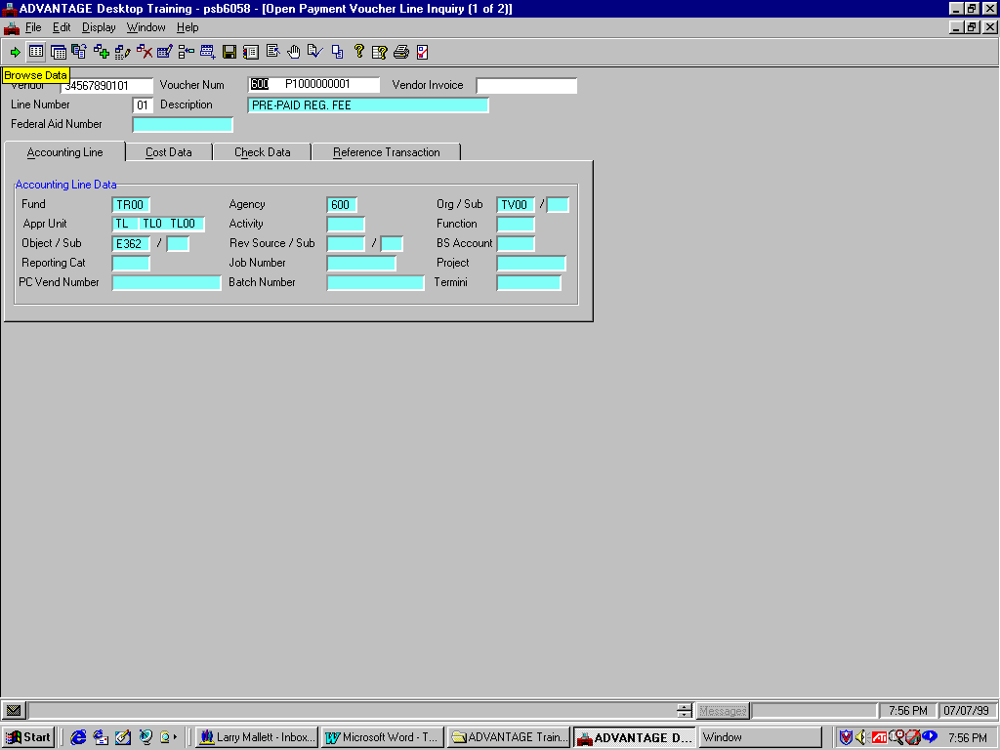 ADVANTAGE Desktop Training - psb6058 - [Open Payment Voucher Line Inquiry (1 of 2)]
File Edit Display Window Help
Browse Data
Vendor 34567890101 Voucher Num 600 P1000000001 Vendor Invoice
Line Number 01 Description PRE-PAID REG. FEE
Federal Aid Number
Accounting Line Cost Data Check Data Reference Transaction
Accounting Line Data
Fund TR00 Agency 600 Org / Sub TV00 /
Appr Unit TL TL0 TL00 Activity Function
Object / Sub E362 / Rev Source / Sub / BS Account
Reporting Cat Job Number Project
PC Vend Number Batch Number Termini
Messages 7:56 PM 07/07/99
Start Larry Mallett - Inbox... Microsoft Word - T... ADVANTAGE Train... ADVANTAGE D... Window 7:56 PM